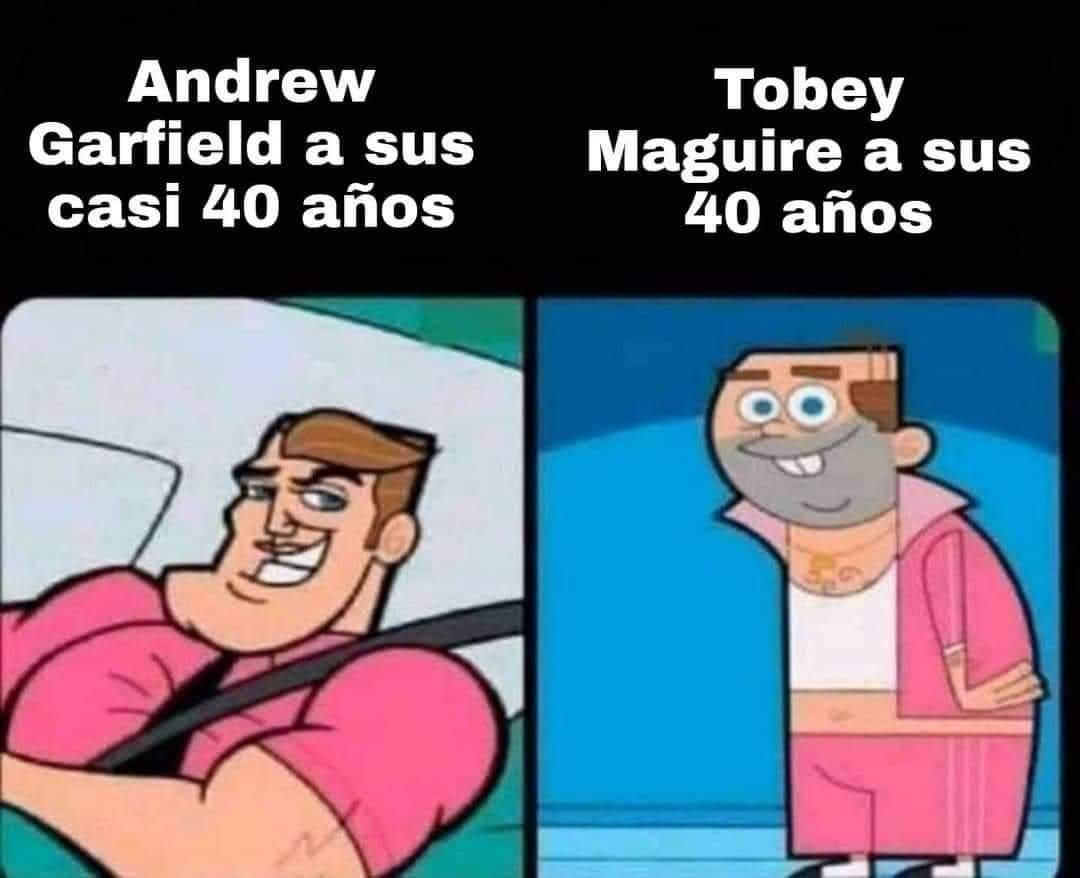 Andrew
Garfield a sus
casi 40 años
Tobey
Maguire a sus
40 años